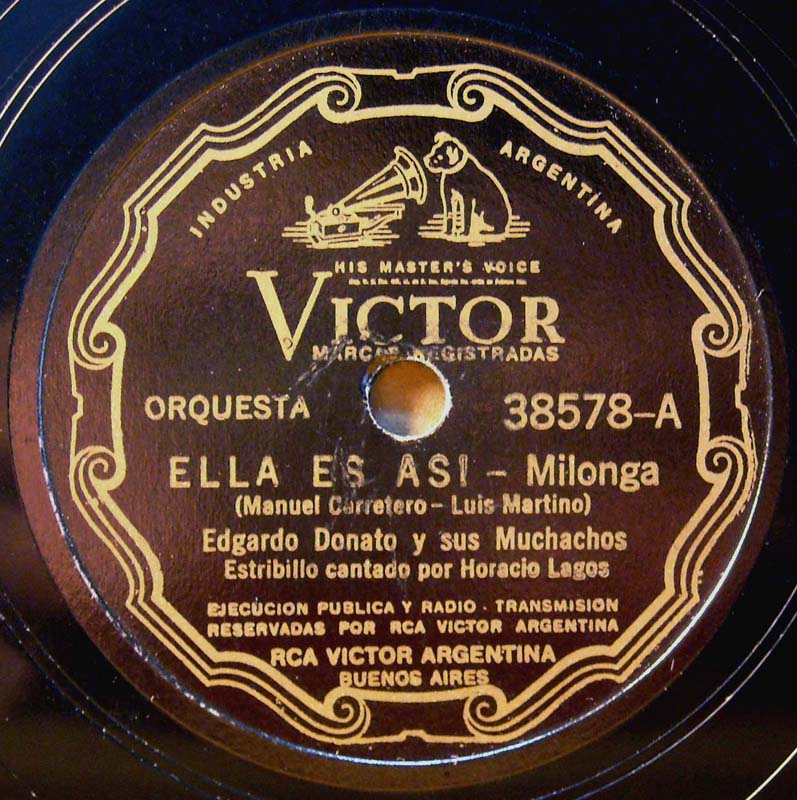 INDUSTRIA ARGENTINA
HIS MASTER'S VOICE
VICTOR
MARCAS REGISTRADAS
ORQUESTA 38578-A
ELLA ES ASI - Milonga
(Manuel Carretero - Luis Martino)
Edgardo Donato y sus Muchachos
Estribillo cantado por Horacio Lagos
EJECUCION PUBLICA Y RADIO - TRANSMISION
RESERVADAS POR RCA VICTOR ARGENTINA
RCA VICTOR ARGENTINA
BUENOS AIRES